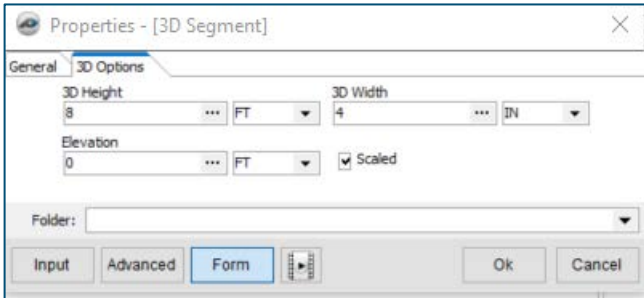 Properties - [3D Segment]
General 3D Options
3D Height 3D Width
8 ... FT 4 ... IN
Elevation
0 ... FT Scaled
Folder:
Input Advanced Form Ok Cancel